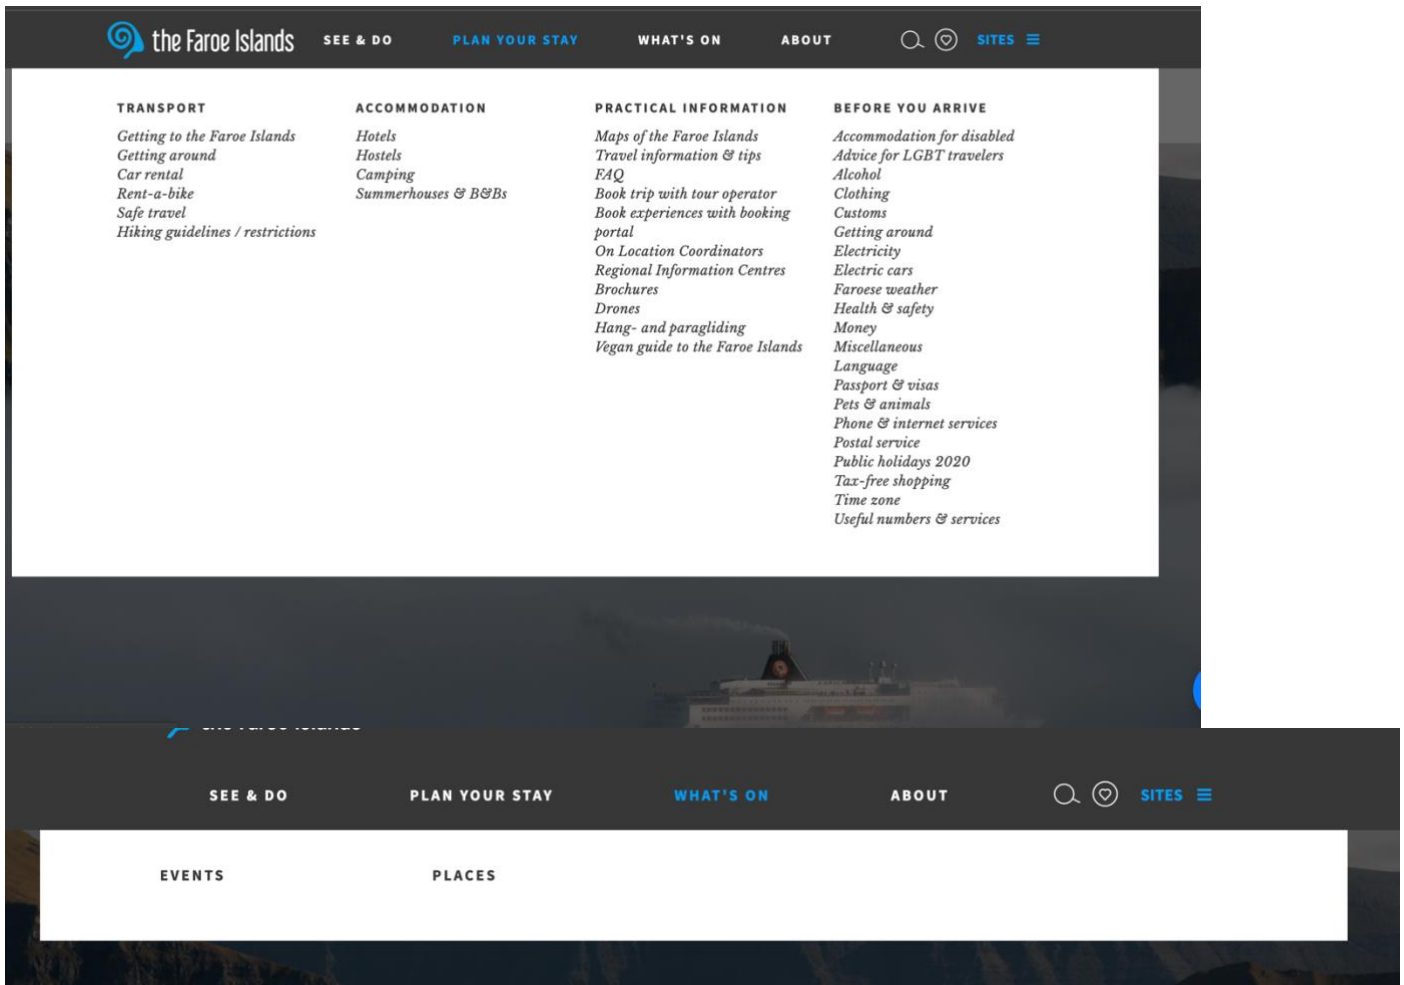 the Faroe Islands
SEE & DO
PLAN YOUR STAY
WHAT'S ON
ABOUT
SITES
TRANSPORT
Getting to the Faroe Islands
Getting around
Car rental
Rent-a-bike
Safe travel
Hiking guidelines / restrictions
ACCOMMODATION
Hotels
Hostels
Camping
Summerhouses & B&Bs
PRACTICAL INFORMATION
Maps of the Faroe Islands
Travel information & tips
FAQ
Book trip with tour operator
Book experiences with booking
portal
On Location Coordinators
Regional Information Centres
Brochures
Drones
Hang- and paragliding
Vegan guide to the Faroe Islands
BEFORE YOU ARRIVE
Accommodation for disabled
Advice for LGBT travelers
Alcohol
Clothing
Customs
Getting around
Electricity
Electric cars
Faroese weather
Health & safety
Money
Miscellaneous
Language
Passport & visas
Pets & animals
Phone & internet services
Postal service
Public holidays 2020
Tax-free shopping
Time zone
Useful numbers & services
the Faroe Islands
SEE & DO
PLAN YOUR STAY
WHAT'S ON
ABOUT
SITES
EVENTS
PLACES